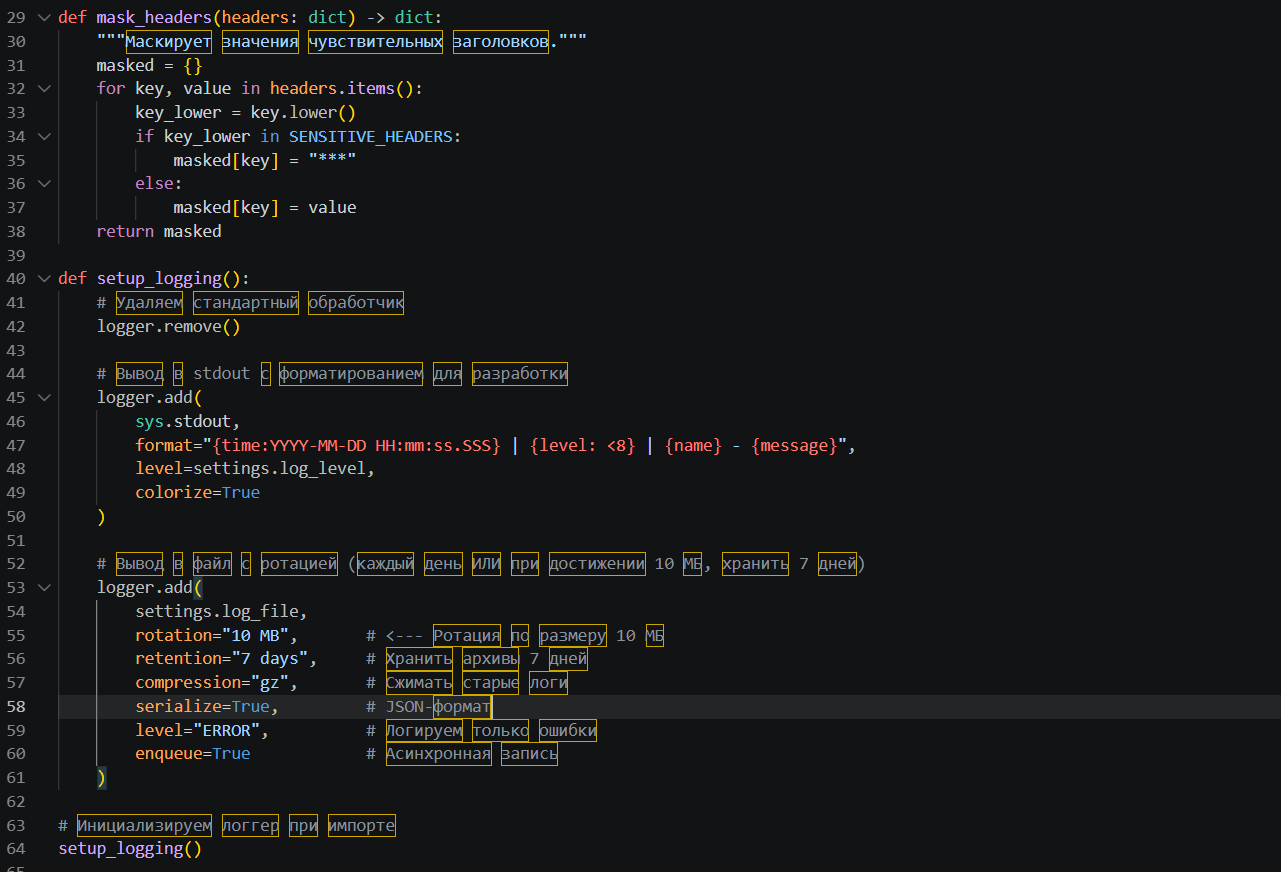 29 def mask_headers(headers: dict) -> dict:
30     """Маскирует значения чувствительных заголовков."""
31     masked = {}
32     for key, value in headers.items():
33         key_lower = key.lower()
34         if key_lower in SENSITIVE_HEADERS:
35             masked[key] = "***"
36         else:
37             masked[key] = value
38     return masked
39
40 def setup_logging():
41     # Удаляем стандартный обработчик
42     logger.remove()
43
44     # Вывод в stdout с форматированием для разработки
45     logger.add(
46         sys.stdout,
47         format="{time:YYYY-MM-DD HH:mm:ss.SSS} | {level: <8} | {name} - {message}",
48         level=settings.log_level,
49         colorize=True
50     )
51
52     # Вывод в файл с ротацией (каждый день ИЛИ при достижении 10 МБ, хранить 7 дней)
53     logger.add(
54         settings.log_file,
55         rotation="10 MB",       # <--- Ротация по размеру 10 МБ
56         retention="7 days",     # Хранить архивы 7 дней
57         compression="gz",       # Сжимать старые логи
58         serialize=True,         # JSON-формат
59         level="ERROR",          # Логируем только ошибки
60         enqueue=True            # Асинхронная запись
61     )
62
63 # Инициализируем логгер при импорте
64 setup_logging()
65